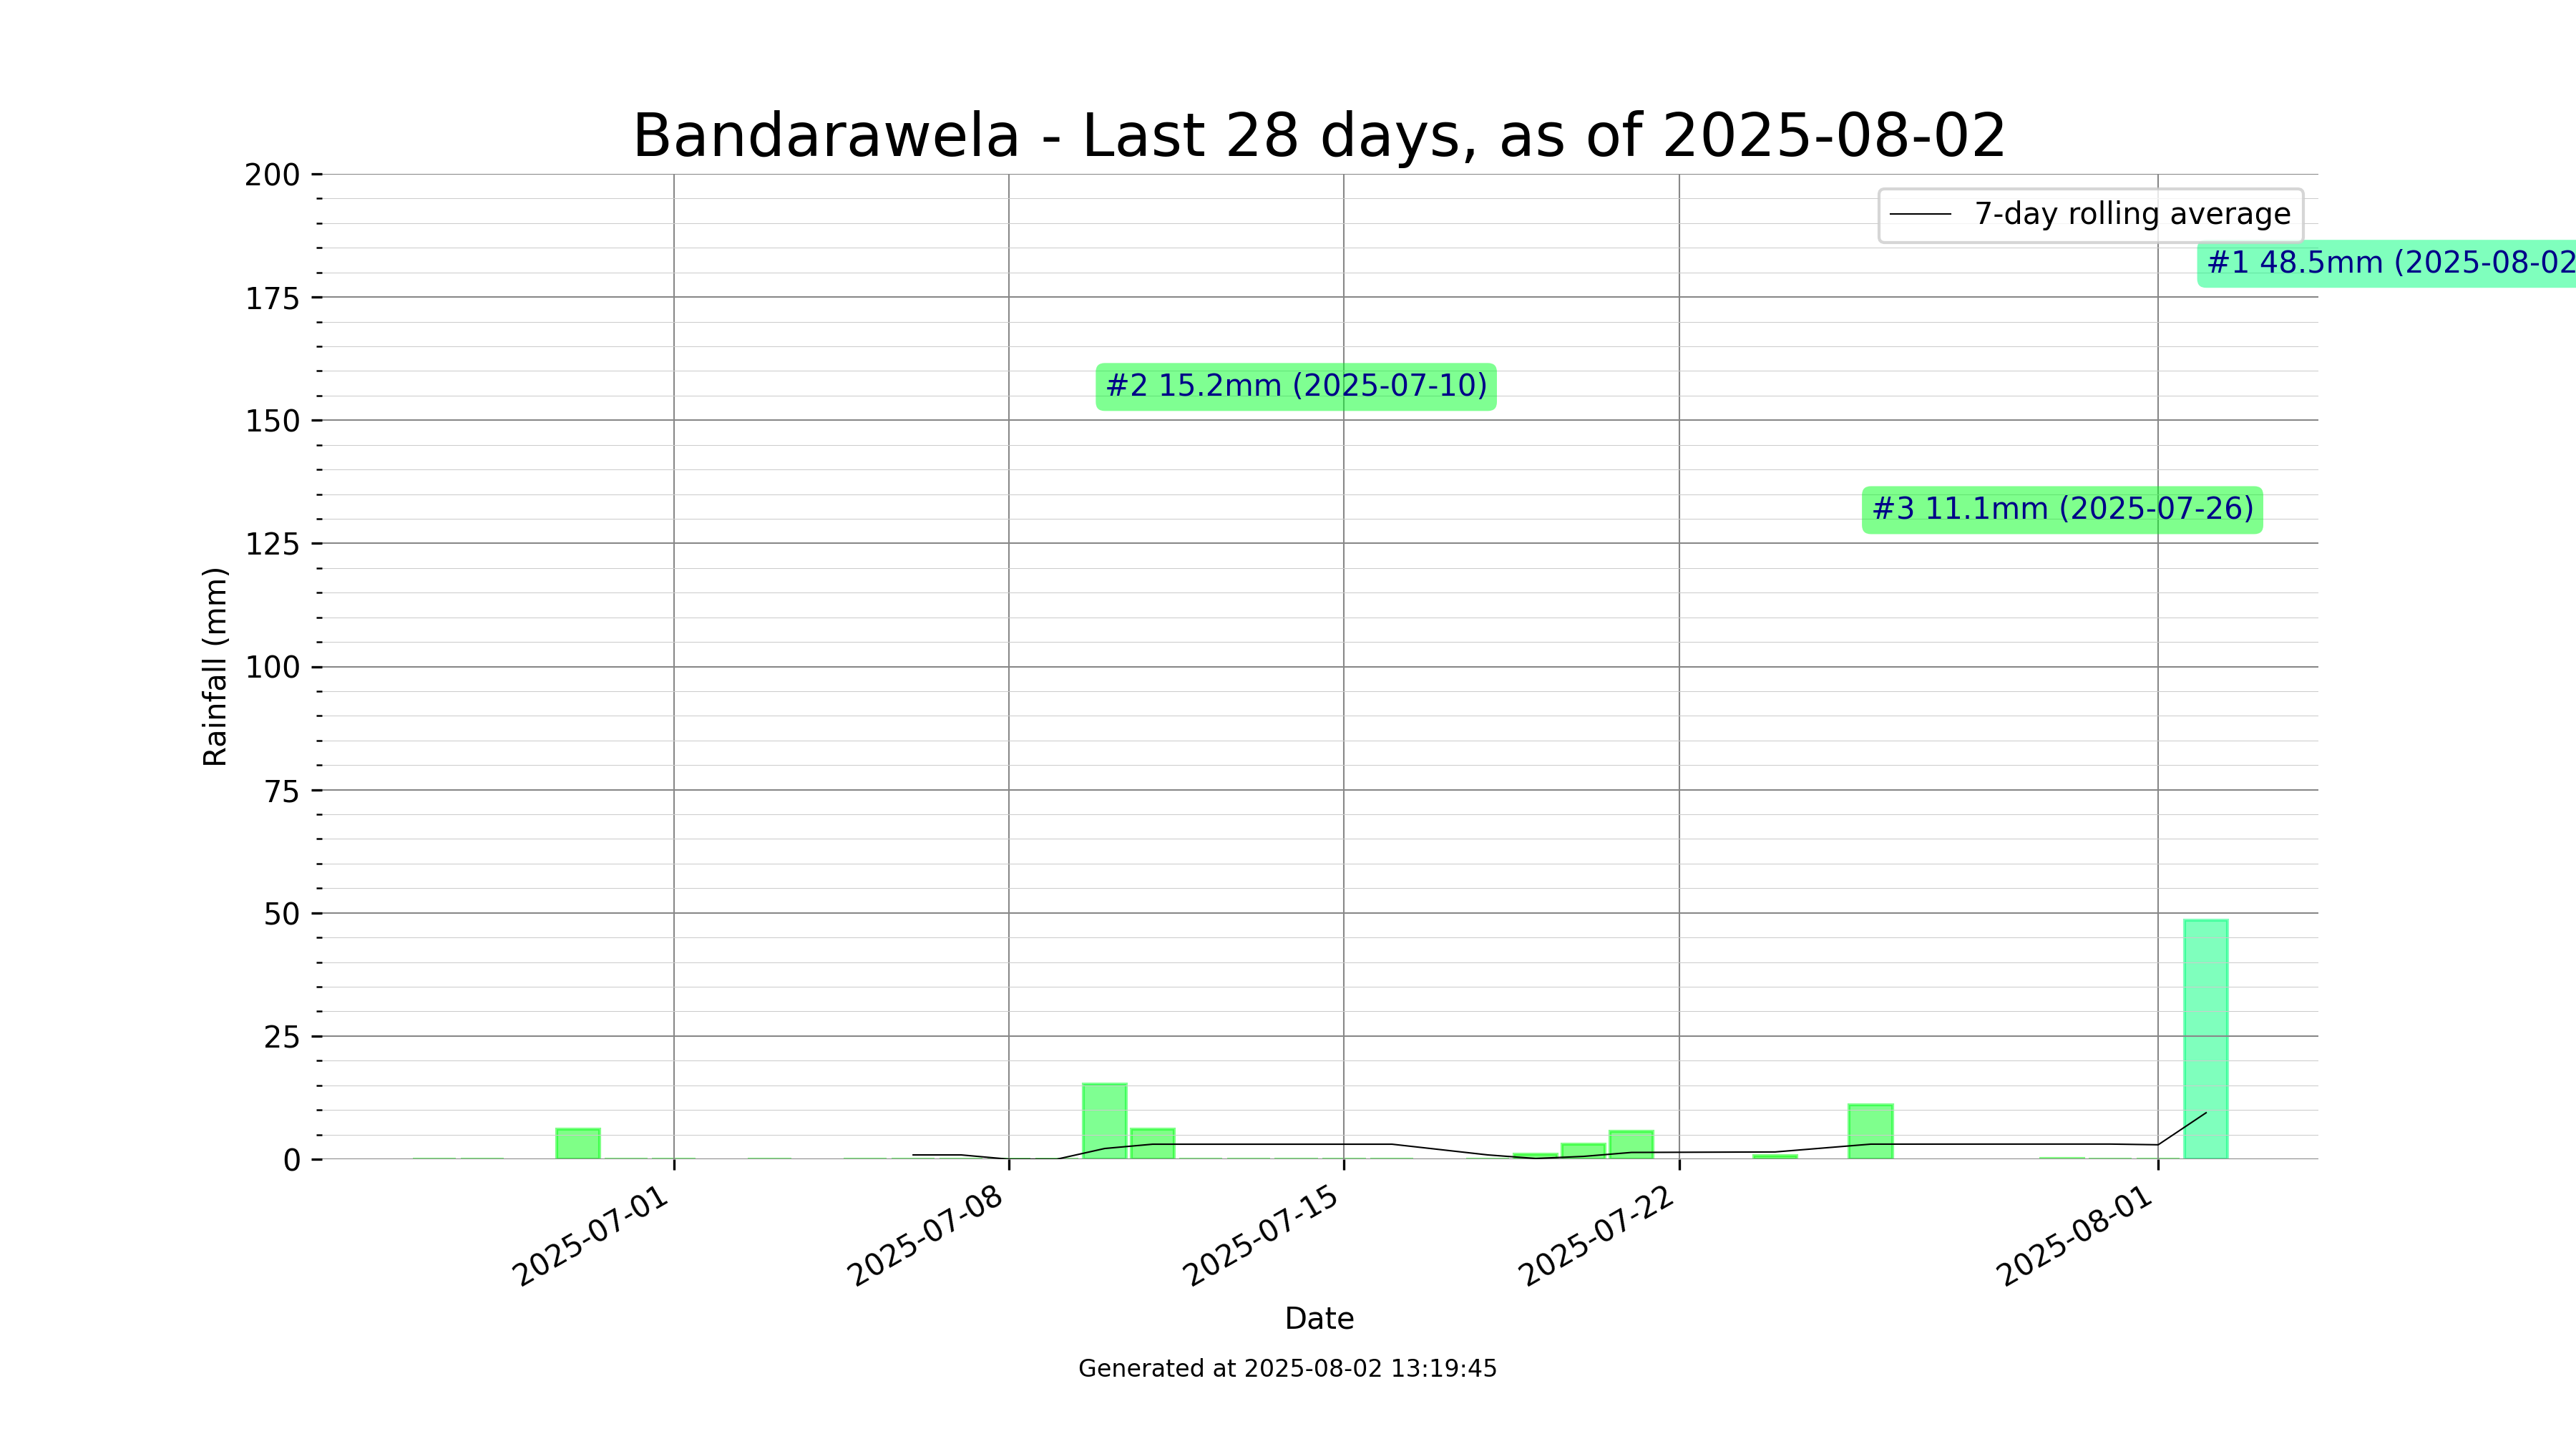 Bandarawela - Last 28 days, as of 2025-08-02
200
175
150
125
100
75
50
25
0
Rainfall (mm)
7-day rolling average
#1 48.5mm (2025-08-02
#2 15.2mm (2025-07-10)
#3 11.1mm (2025-07-26)
2025-07-01
2025-07-08
2025-07-15
2025-07-22
2025-08-01
Date
Generated at 2025-08-02 13:19:45